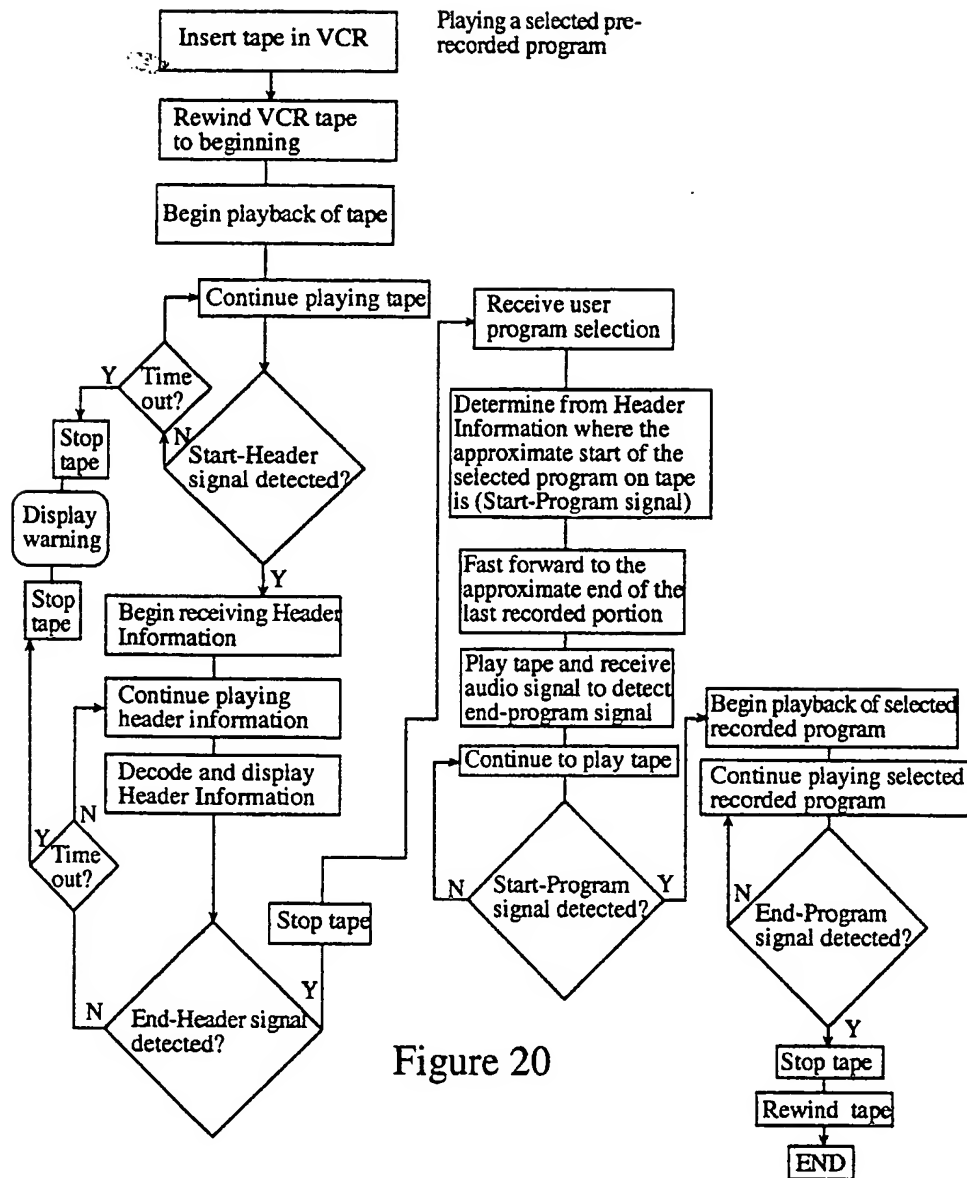 Playing a selected pre-
recorded program
Insert tape in VCR
Rewind VCR tape
to beginning
Begin playback of tape
Continue playing tape
Time
out?
Y
N
Stop
tape
Display
warning
Stop
tape
Start-Header
signal detected?
Y
Begin receiving Header
Information
Continue playing
header information
Decode and display
Header Information
N
Y
Time
out?
N
End-Header signal
detected?
Y
Stop tape
Receive user
program selection
Determine from Header
Information where the
approximate start of the
selected program on tape
is (Start-Program signal)
Fast forward to the
approximate end of the
last recorded portion
Play tape and receive
audio signal to detect
end-program signal
Continue to play tape
N
Start-Program
signal detected?
Y
Begin playback of selected
recorded program
Continue playing selected
recorded program
N
End-Program
signal detected?
Y
Stop tape
Rewind tape
END
Figure 20